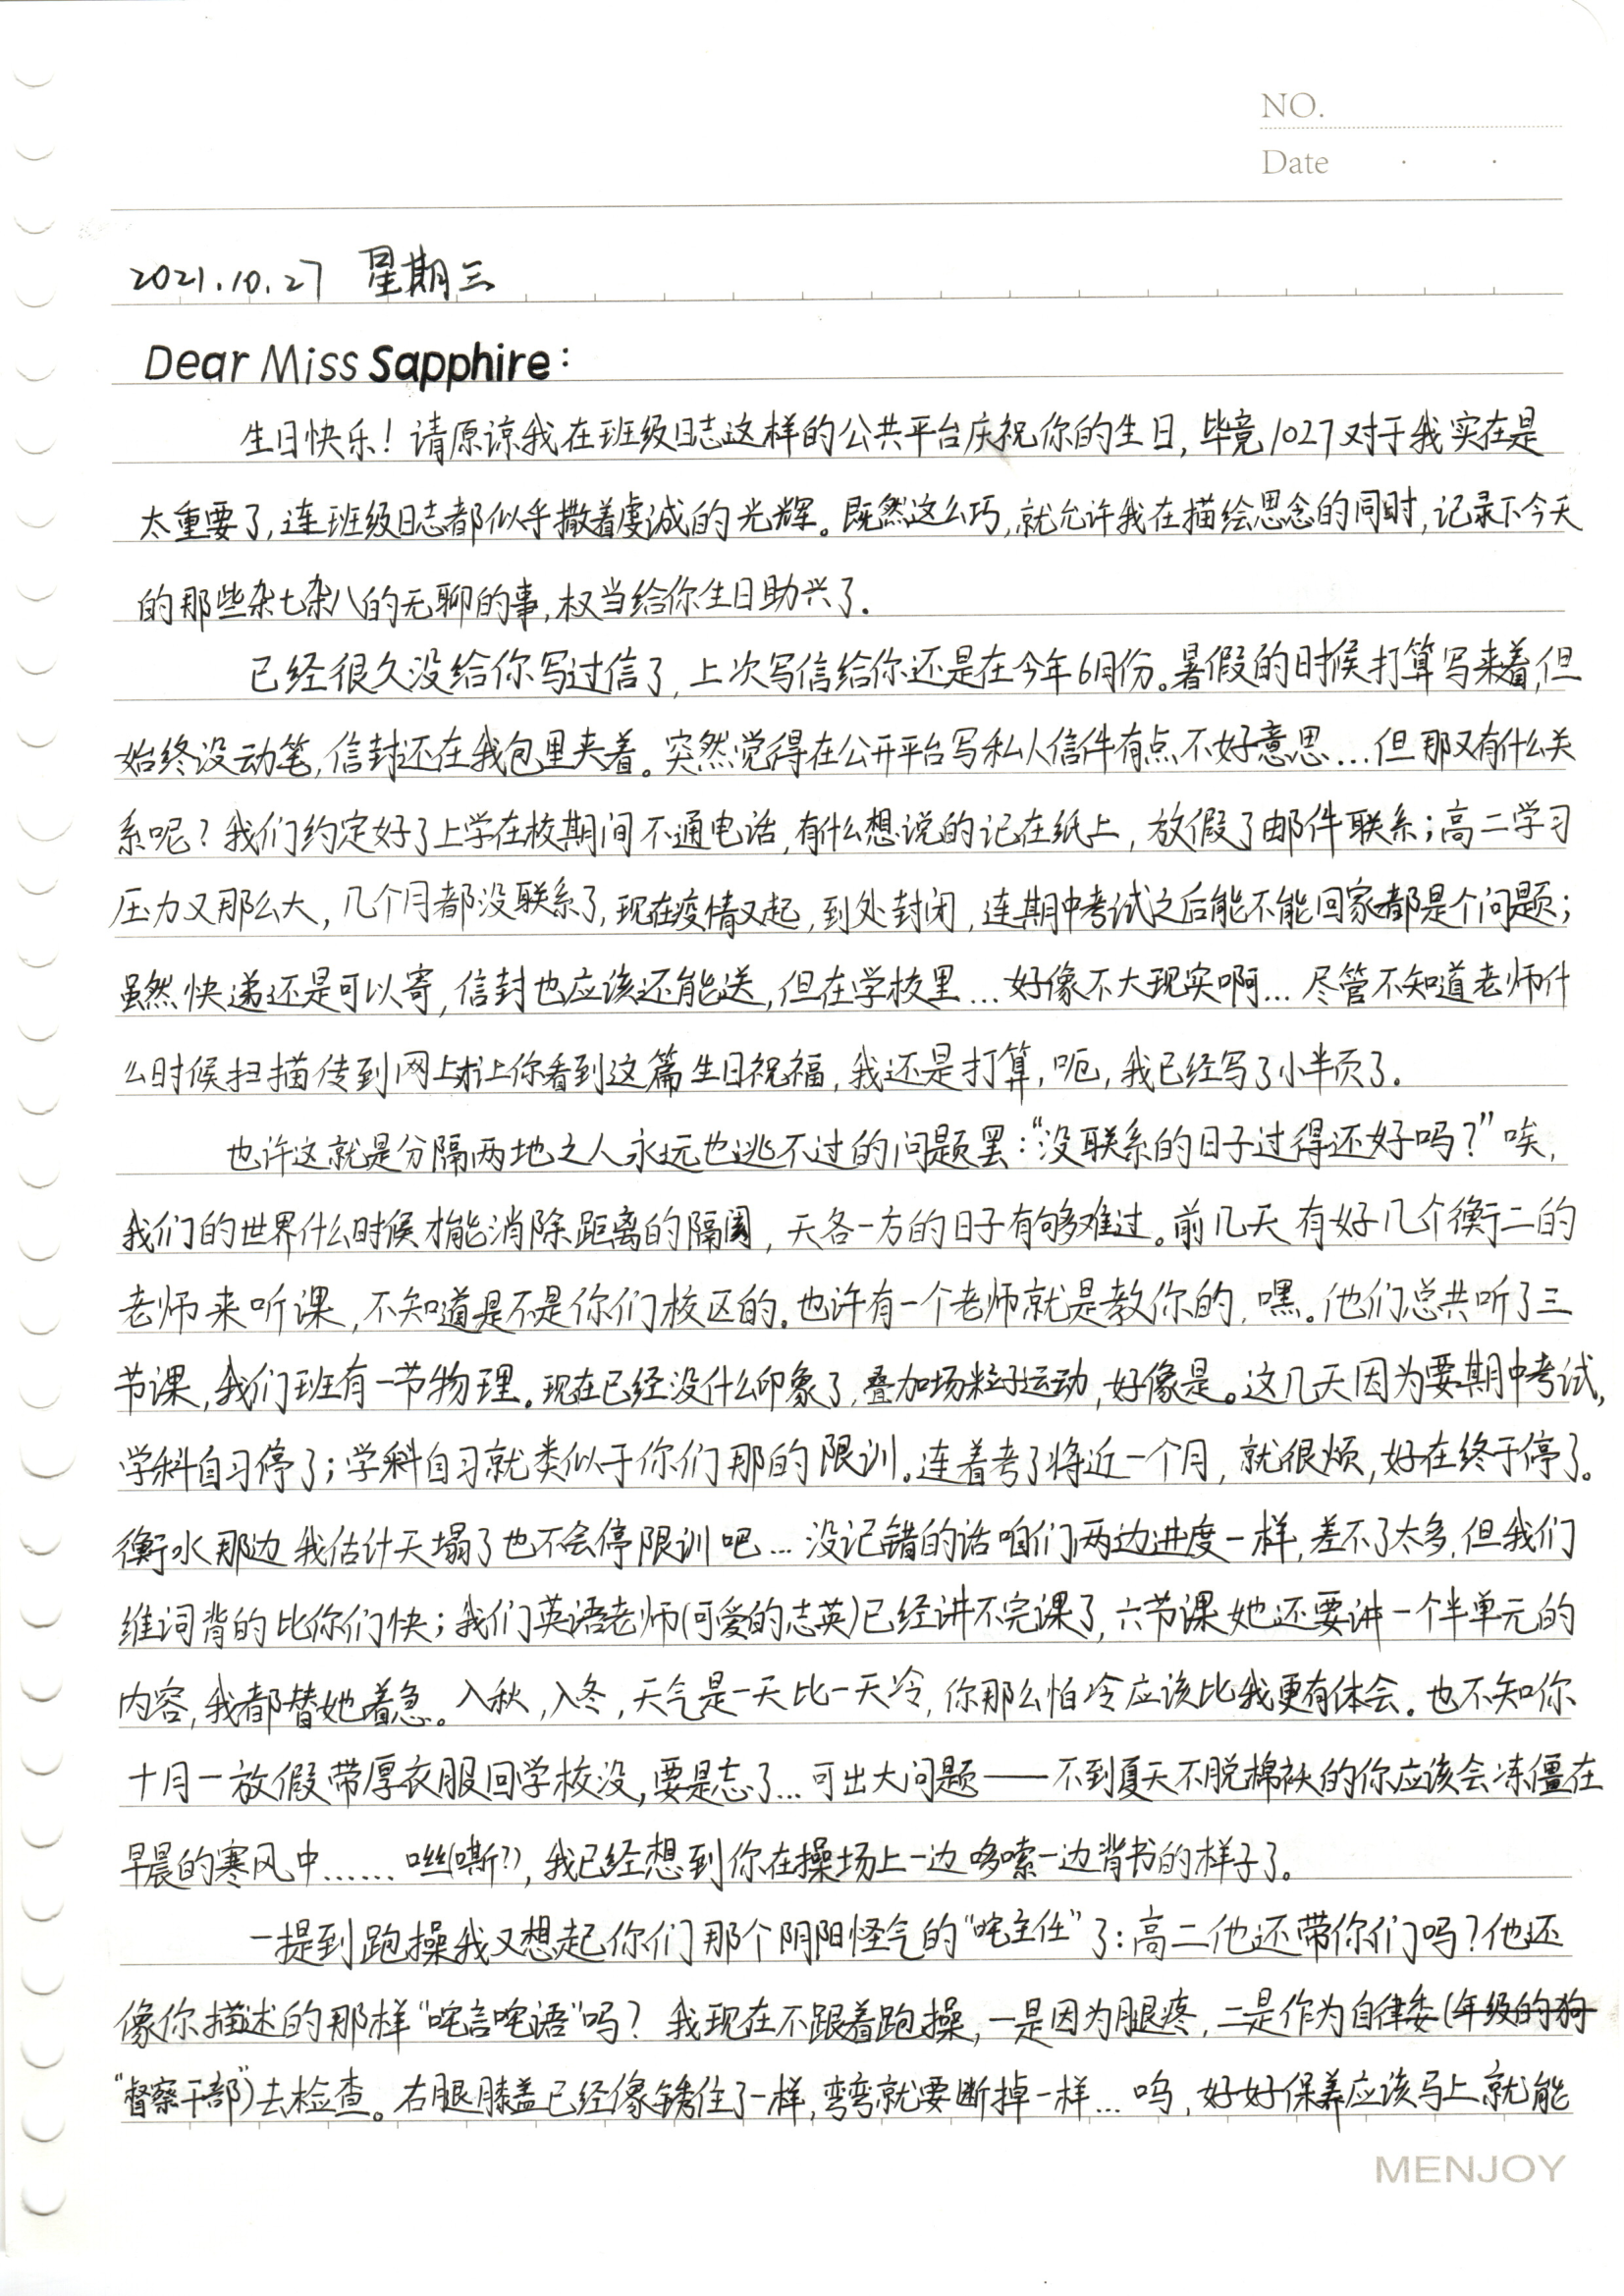 NO.
Date
2021.10.27 星期三
Dear Miss Sapphire:
生日快乐!请原谅我在班级日志这样的公共平台庆祝你的生日,毕竟1027对于我实在是
太重要了,连班级日志都似乎撒着虔诚的光辉。既然这么巧,就允许我在描绘思念的同时,记录下今天
的那些杂七杂八的无聊的事,权当给你生日助兴了.
已经很久没给你写过信了,上次写信给你还是在今年6月份。暑假的时候打算写来着,但
始终没动笔,信封还在我包里夹着。突然觉得在公开平台写私人信件有点不好意思...但那又有什么关
系呢?我们约定好了上学在校期间不通电话,有什么想说的记在纸上,放假了邮件联系;高二学习
压力又那么大,几个月都没联系了,现在疫情又起,到处封闭,连期中考试之后能不能回家都是个问题;
虽然快递还是可以寄,信封也应该还能送,但在学校里...好像不大现实啊...尽管不知道老师什
么时候扫描传到网上才让你看到这篇生日祝福,我还是打算,呃,我已经写了小半页了.
也许这就是分隔两地之人永远也逃不过的问题罢:“没联系的日子过得还好吗?”唉,
我们的世界什么时候才能消除距离的隔阂,天各一方的日子有够难过。前几天有好几个衡二的
老师来听课,不知道是不是你们校区的.也许有一个老师就是教你的,嘿。他们总共听了三
节课,我们班有一节物理.现在已经没什么印象了,叠加场粒子运动,好像是。这几天因为要期中考试,
学科自习停了;学科自习就类似于你们那的限训.连着考了将近一个月,就很烦,好在终于停了.
衡水那边我估计天塌了也不会停限训吧...没记错的话咱们两边进度一样,差不了太多,但我们
维词背的比你们快;我们英语老师(可爱的志英)已经讲不完课了,六节课她还要讲一个半单元的
内容,我都替她着急。入秋,入冬,天气是一天比一天冷,你那么怕冷应该比我更有体会.也不知你
十月一放假带厚衣服回学校没,要是忘了...可出大问题——不到夏天不脱棉袄的你应该会冻僵在
早晨的寒风中......咝(嘶?),我已经想到你在操场上一边哆嗦一边背书的样子了。
一提到跑操我又想起你们那个阴阳怪气的“咤主任”了:高二他还带你们吗?他还
像你描述的那样“咤言咤语”吗?我现在不跟着跑操,一是因为腿疼,二是作为自律委(年级的狗
“督察干部”)去检查。右腿膝盖已经像锈住了一样,弯弯就要断掉一样...呜,好好保养应该马上就能
MENJOY